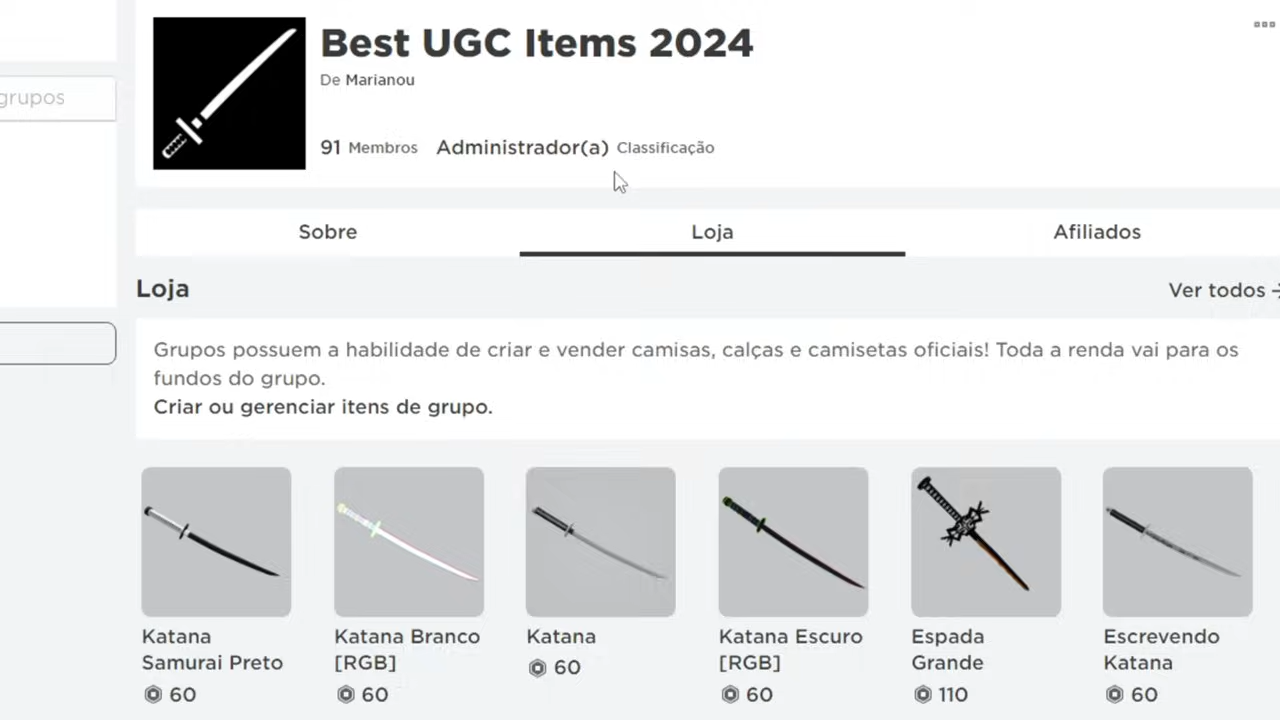 Best UGC Items 2024
De Marianou
grupos
91 Membros Administrador(a) Classificação
Sobre Loja Afiliados
Loja
Ver todos
Grupos possuem a habilidade de criar e vender camisas, calças e camisetas oficiais! Toda a renda vai para os
fundos do grupo.
Criar ou gerenciar itens de grupo.
Katana
Samurai Preto
60
Katana Branco
[RGB]
60
Katana
60
Katana Escuro
[RGB]
60
Espada
Grande
110
Escrevendo
Katana
60